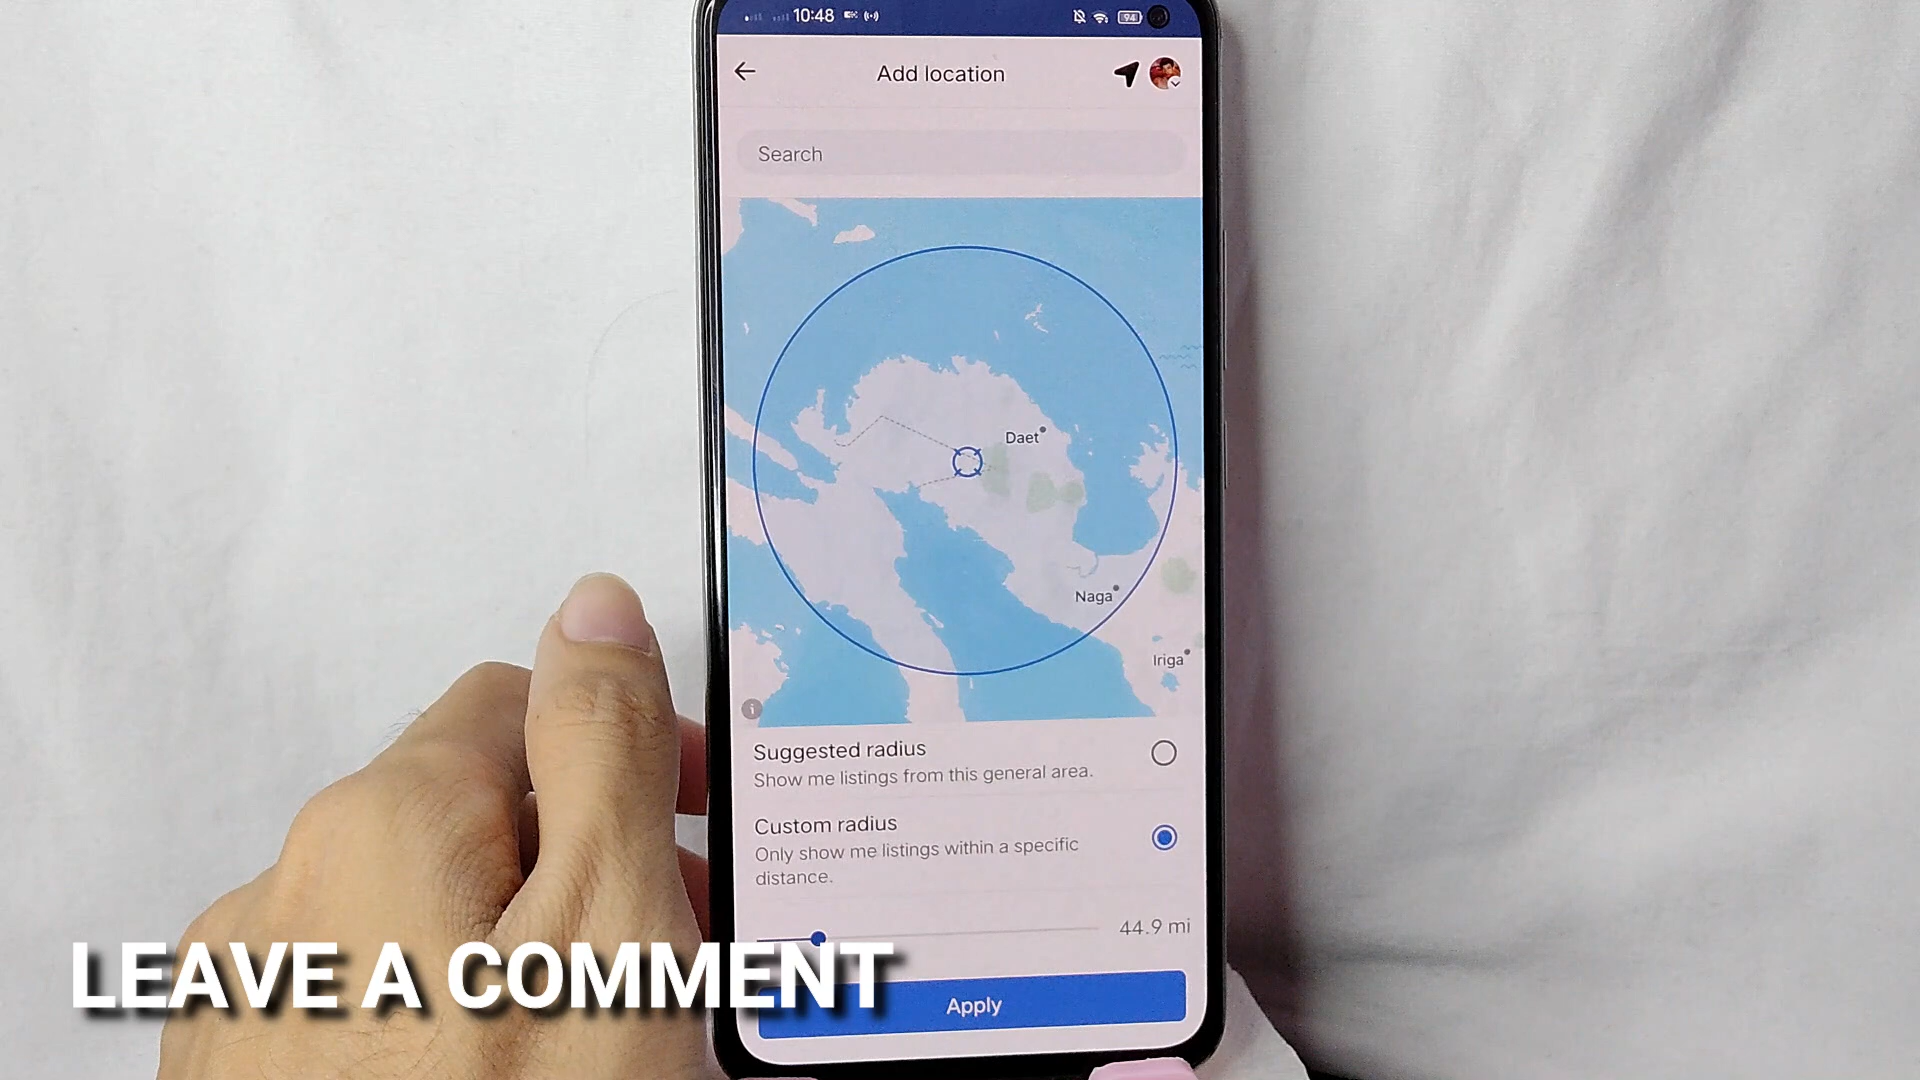 10:48
94
Add location
Search
Daet
Naga
Iriga
Suggested radius
Show me listings from this general area.
Custom radius
Only show me listings within a specific
distance.
44.9 mi
LEAVE A COMMENT
Apply